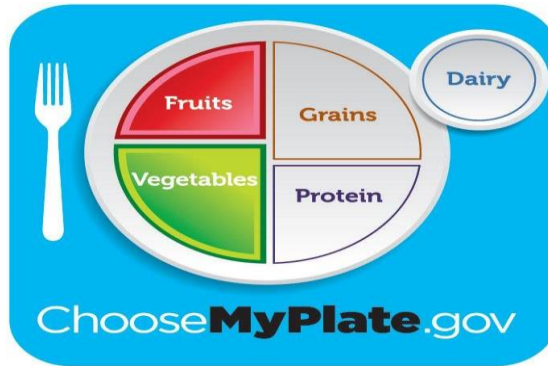 Fruits
Grains
Dairy
Vegetables
Protein
ChooseMyPlate.gov